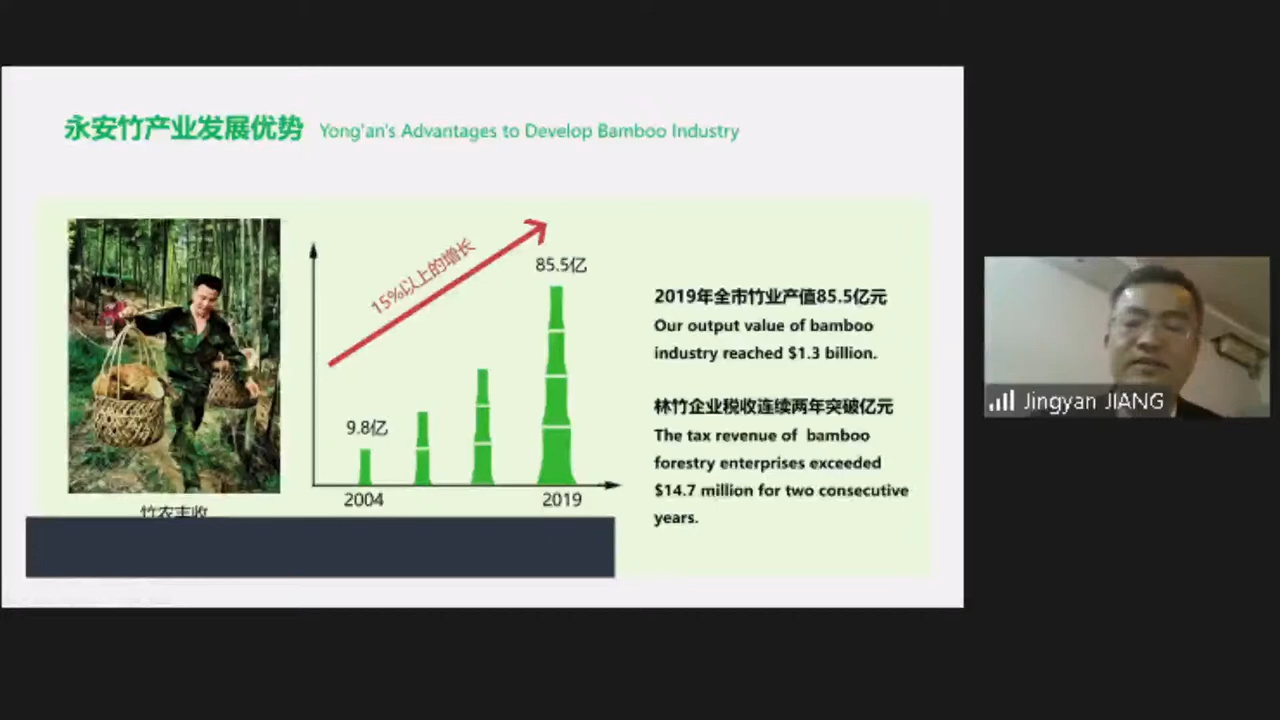 永安竹产业发展优势 Yong'an's Advantages to Develop Bamboo Industry
15%以上的增长
85.5亿
9.8亿
2004
2019
竹农丰收
2019年全市竹业产值85.5亿元
Our output value of bamboo
industry reached $1.3 billion.
林竹企业税收连续两年突破亿元
The tax revenue of bamboo
forestry enterprises exceeded
$14.7 million for two consecutive
years.
Jingyan JIANG